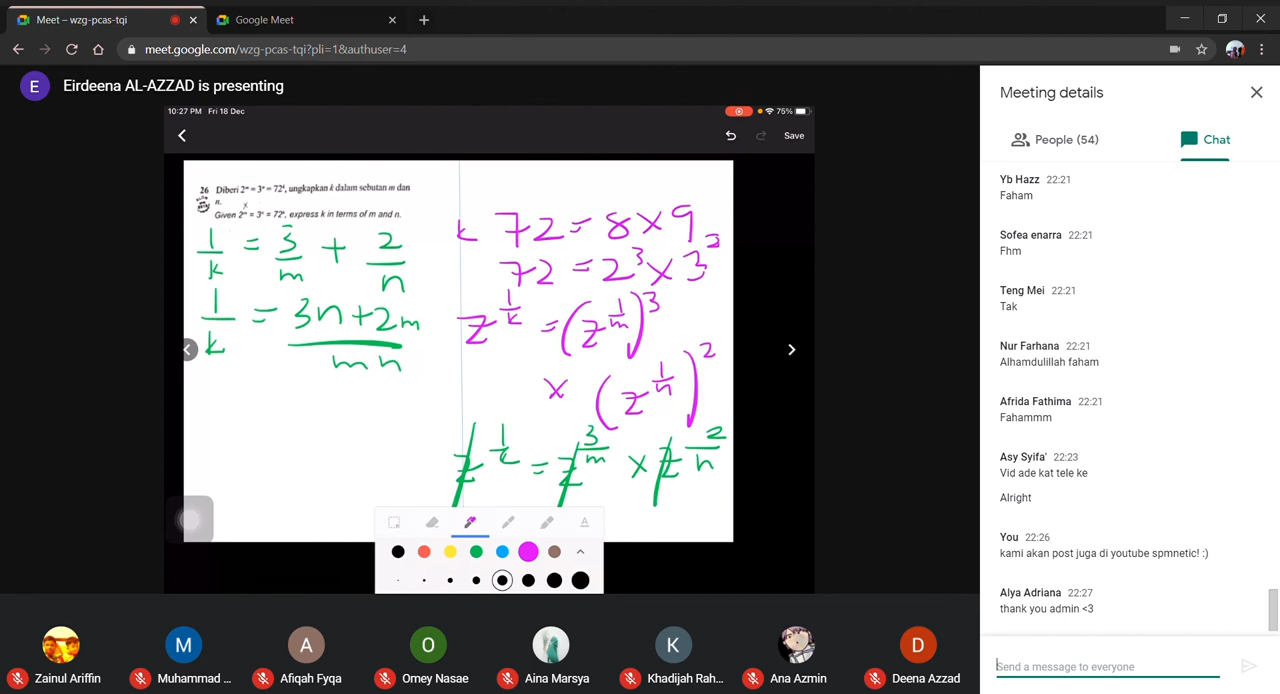 Meet – wzg-pcas-tqi
Google Meet
meet.google.com/wzg-pcas-tqi?pli=1&authuser=4
E
Eirdeena AL-AZZAD is presenting
10:27 PM Fri 18 Dec
75%
Save
26 Diberi 2ᵐ = 3ⁿ = 72ᵏ, ungkapkan k dalam sebutan m dan
n.
x
Given 2ᵐ = 3ⁿ = 72ᵏ, express k in terms of m and n.
1/k = 3/m + 2/n
1/k = (3n+2m)/mn
k 72 = 8 x 9
72 = 2³ x 3²
z^(1/k) = (z^(1/m))³
x (z^(1/n))²
z^(1/k) = z^(3/m) x z^(2/n)
A
Meeting details
People (54)
Chat
Yb Hazz 22:21
Faham
Sofea enarra 22:21
Fhm
Teng Mei 22:21
Tak
Nur Farhana 22:21
Alhamdulillah faham
Afrida Fathima 22:21
Fahammm
Asy Syifa' 22:23
Vid ade kat tele ke
Alright
You 22:26
kami akan post juga di youtube spmnetic! :)
Alya Adriana 22:27
thank you admin <3
Send a message to everyone
M
A
O
K
D
Zainul Ariffin
Muhammad ...
Afiqah Fyqa
Omey Nasae
Aina Marsya
Khadijah Rah...
Ana Azmin
Deena Azzad